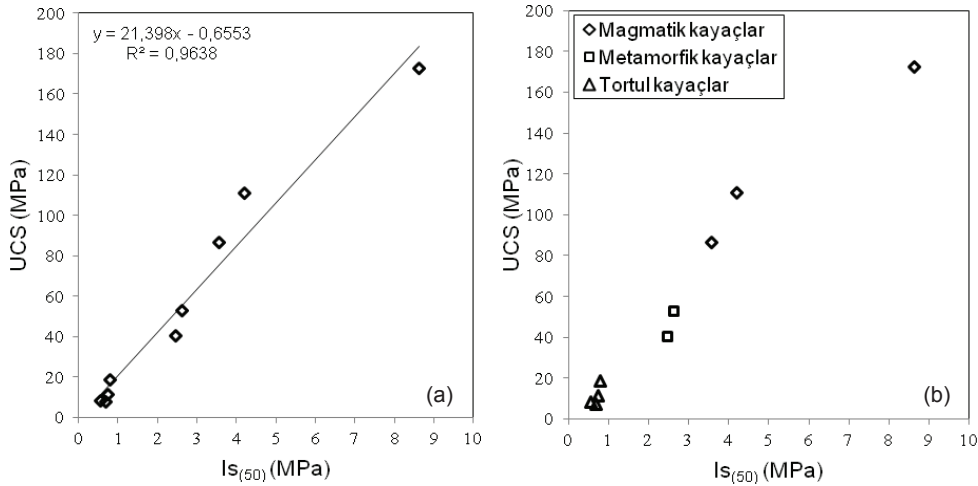 y = 21,398x - 0,6553
R² = 0,9638
UCS (MPa)
200
180
160
140
120
100
80
60
40
20
0
0 1 2 3 4 5 6 7 8 9 10
Is(50) (MPa)
(a)
Magmatik kayaçlar
Metamorfik kayaçlar
Tortul kayaçlar
UCS (MPa)
200
180
160
140
120
100
80
60
40
20
0
0 1 2 3 4 5 6 7 8 9 10
Is(50) (MPa)
(b)